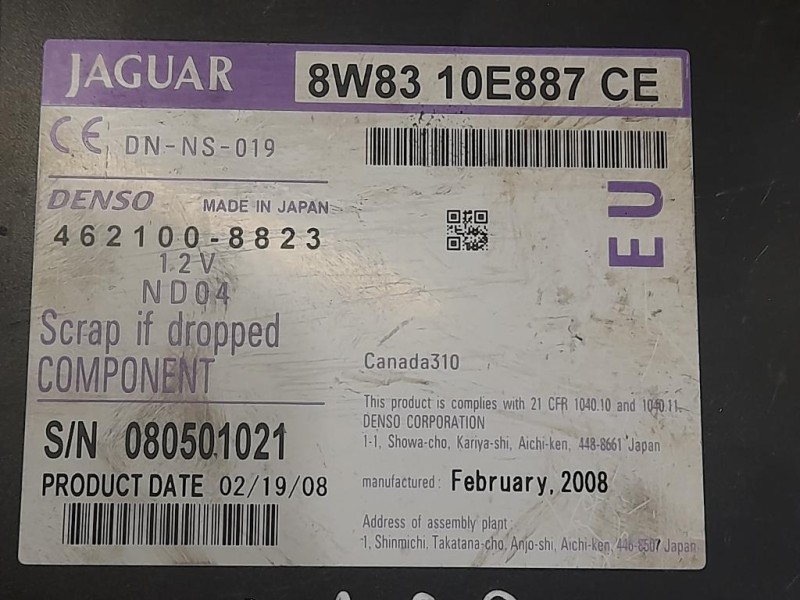 JAGUAR 8W83 10E887 CE
CE DN-NS-019
DENSO MADE IN JAPAN
462100-8823
12V
ND04
EU
Scrap if dropped
COMPONENT
S/N 080501021
PRODUCT DATE 02/19/08
Canada310
This product is complies with 21 CFR 1040.10 and 1040.11.
DENSO CORPORATION
1-1, Showa-cho, Kariya-shi, Aichi-ken, 448-8661 Japan
manufactured: February, 2008
Address of assembly plant:
1, Shinmichi, Takatana-cho, Anjo-shi, Aichi-ken, 446-8507 Japan